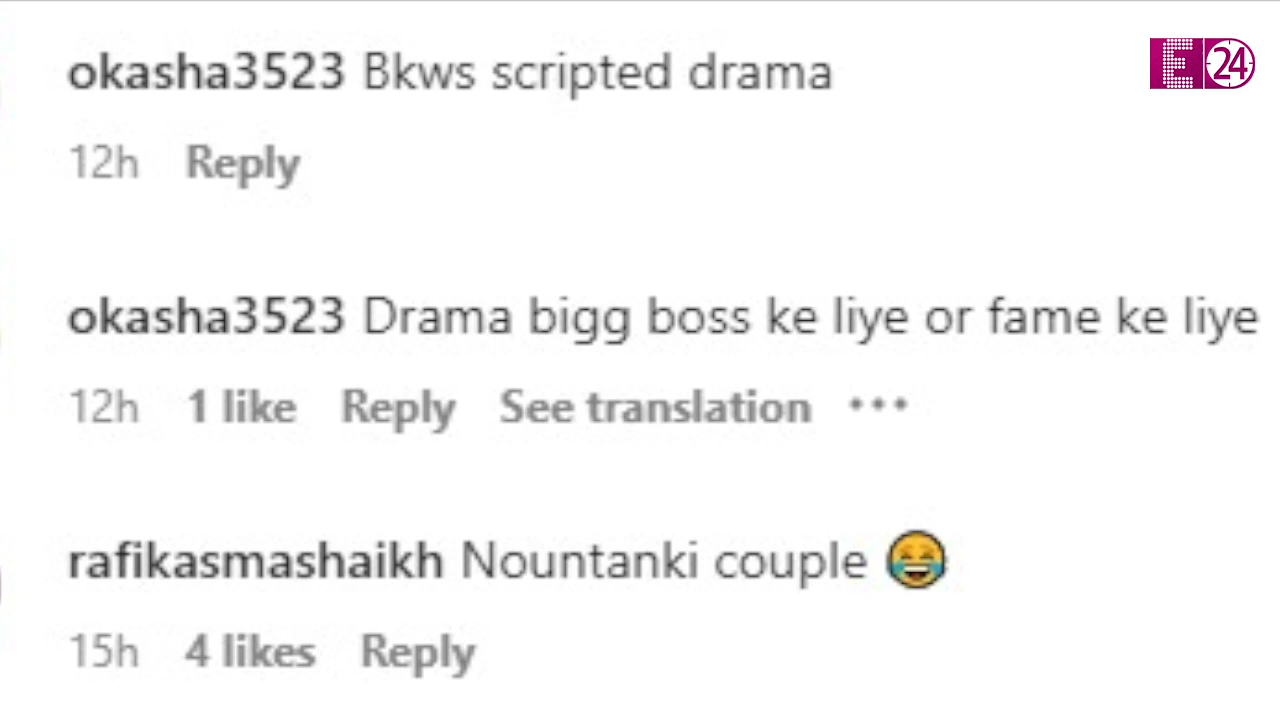 E 24
okasha3523 Bkws scripted drama
12h Reply
okasha3523 Drama bigg boss ke liye or fame ke liye
12h 1 like Reply See translation •••
rafikasmashaikh Nountanki couple 😂
15h 4 likes Reply